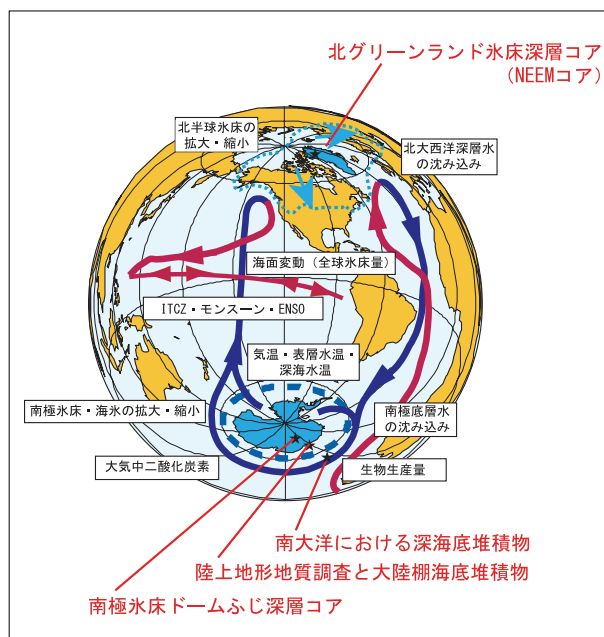 北グリーンランド氷床深層コア
(NEEMコア)
北半球氷床の
拡大・縮小
北大西洋深層水
の沈み込み
海面変動（全球氷床量）
ITCZ・モンスーン・ENSO
気温・表層水温・
深海水温
南極氷床・海氷の拡大・縮小
南極底層水
の沈み込み
大気中二酸化炭素
生物生産量
南大洋における深海底堆積物
陸上地形地質調査と大陸棚海底堆積物
南極氷床ドームふじ深層コア